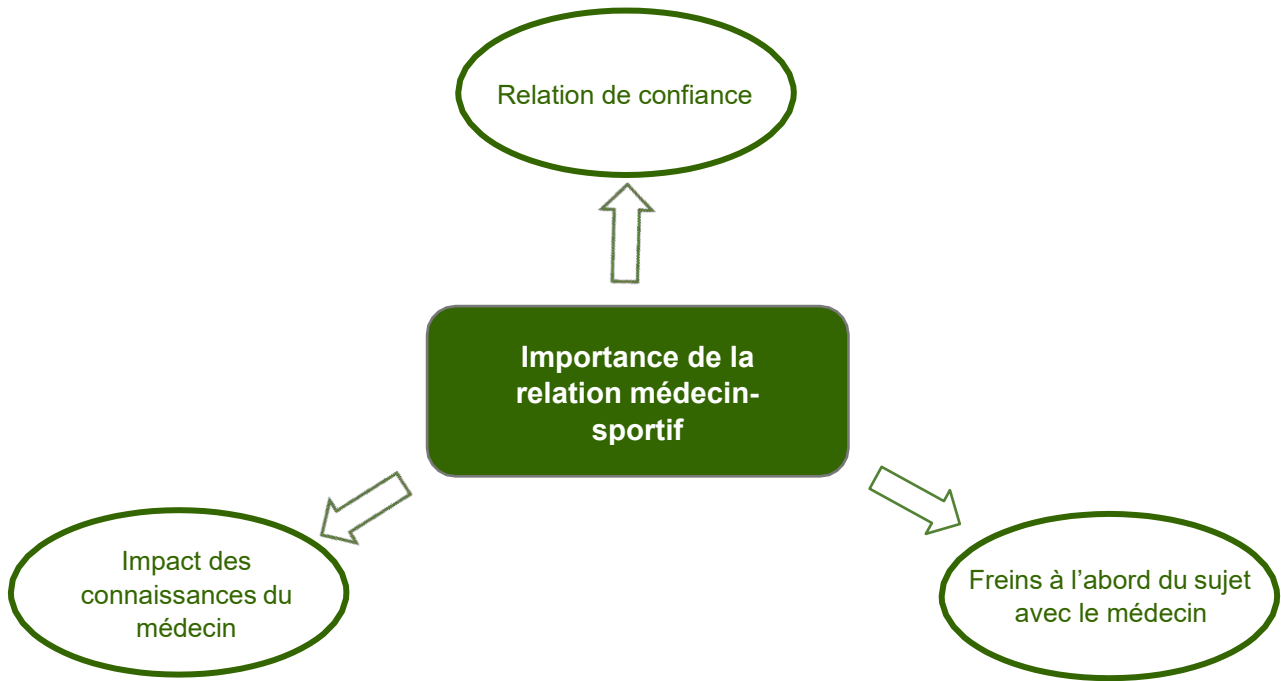 Relation de confiance
Importance de la
relation médecin-
sportif
Impact des
connaissances du
médecin
Freins à l’abord du sujet
avec le médecin